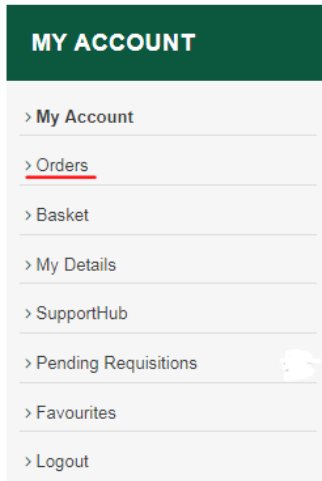 MY ACCOUNT
> My Account
> Orders
> Basket
> My Details
> SupportHub
> Pending Requisitions
> Favourites
> Logout